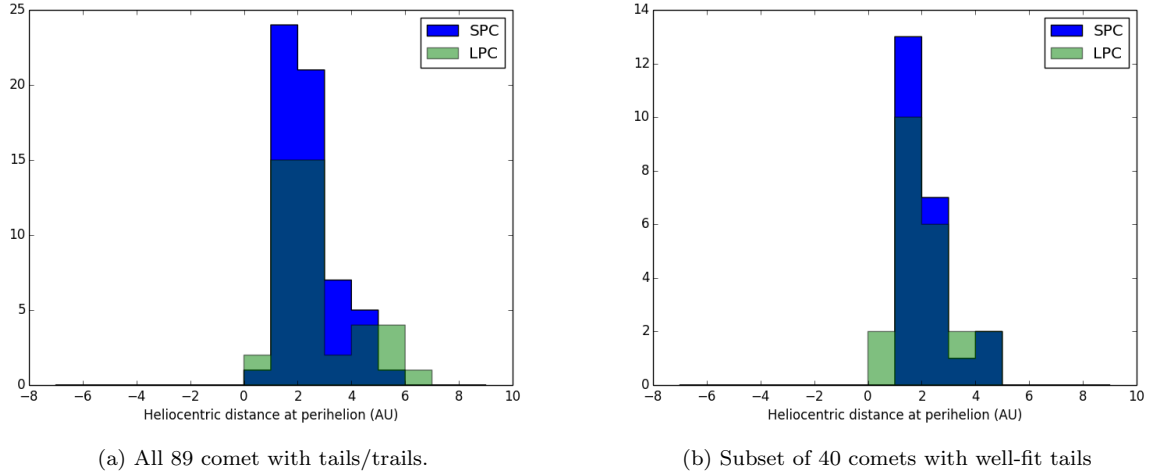 25
20
15
10
5
0
−8 −6 −4 −2 0 2 4 6 8 10
Heliocentric distance at perihelion (AU)
SPC
LPC
(a) All 89 comet with tails/trails.
14
12
10
8
6
4
2
0
−8 −6 −4 −2 0 2 4 6 8 10
Heliocentric distance at perihelion (AU)
SPC
LPC
(b) Subset of 40 comets with well-fit tails